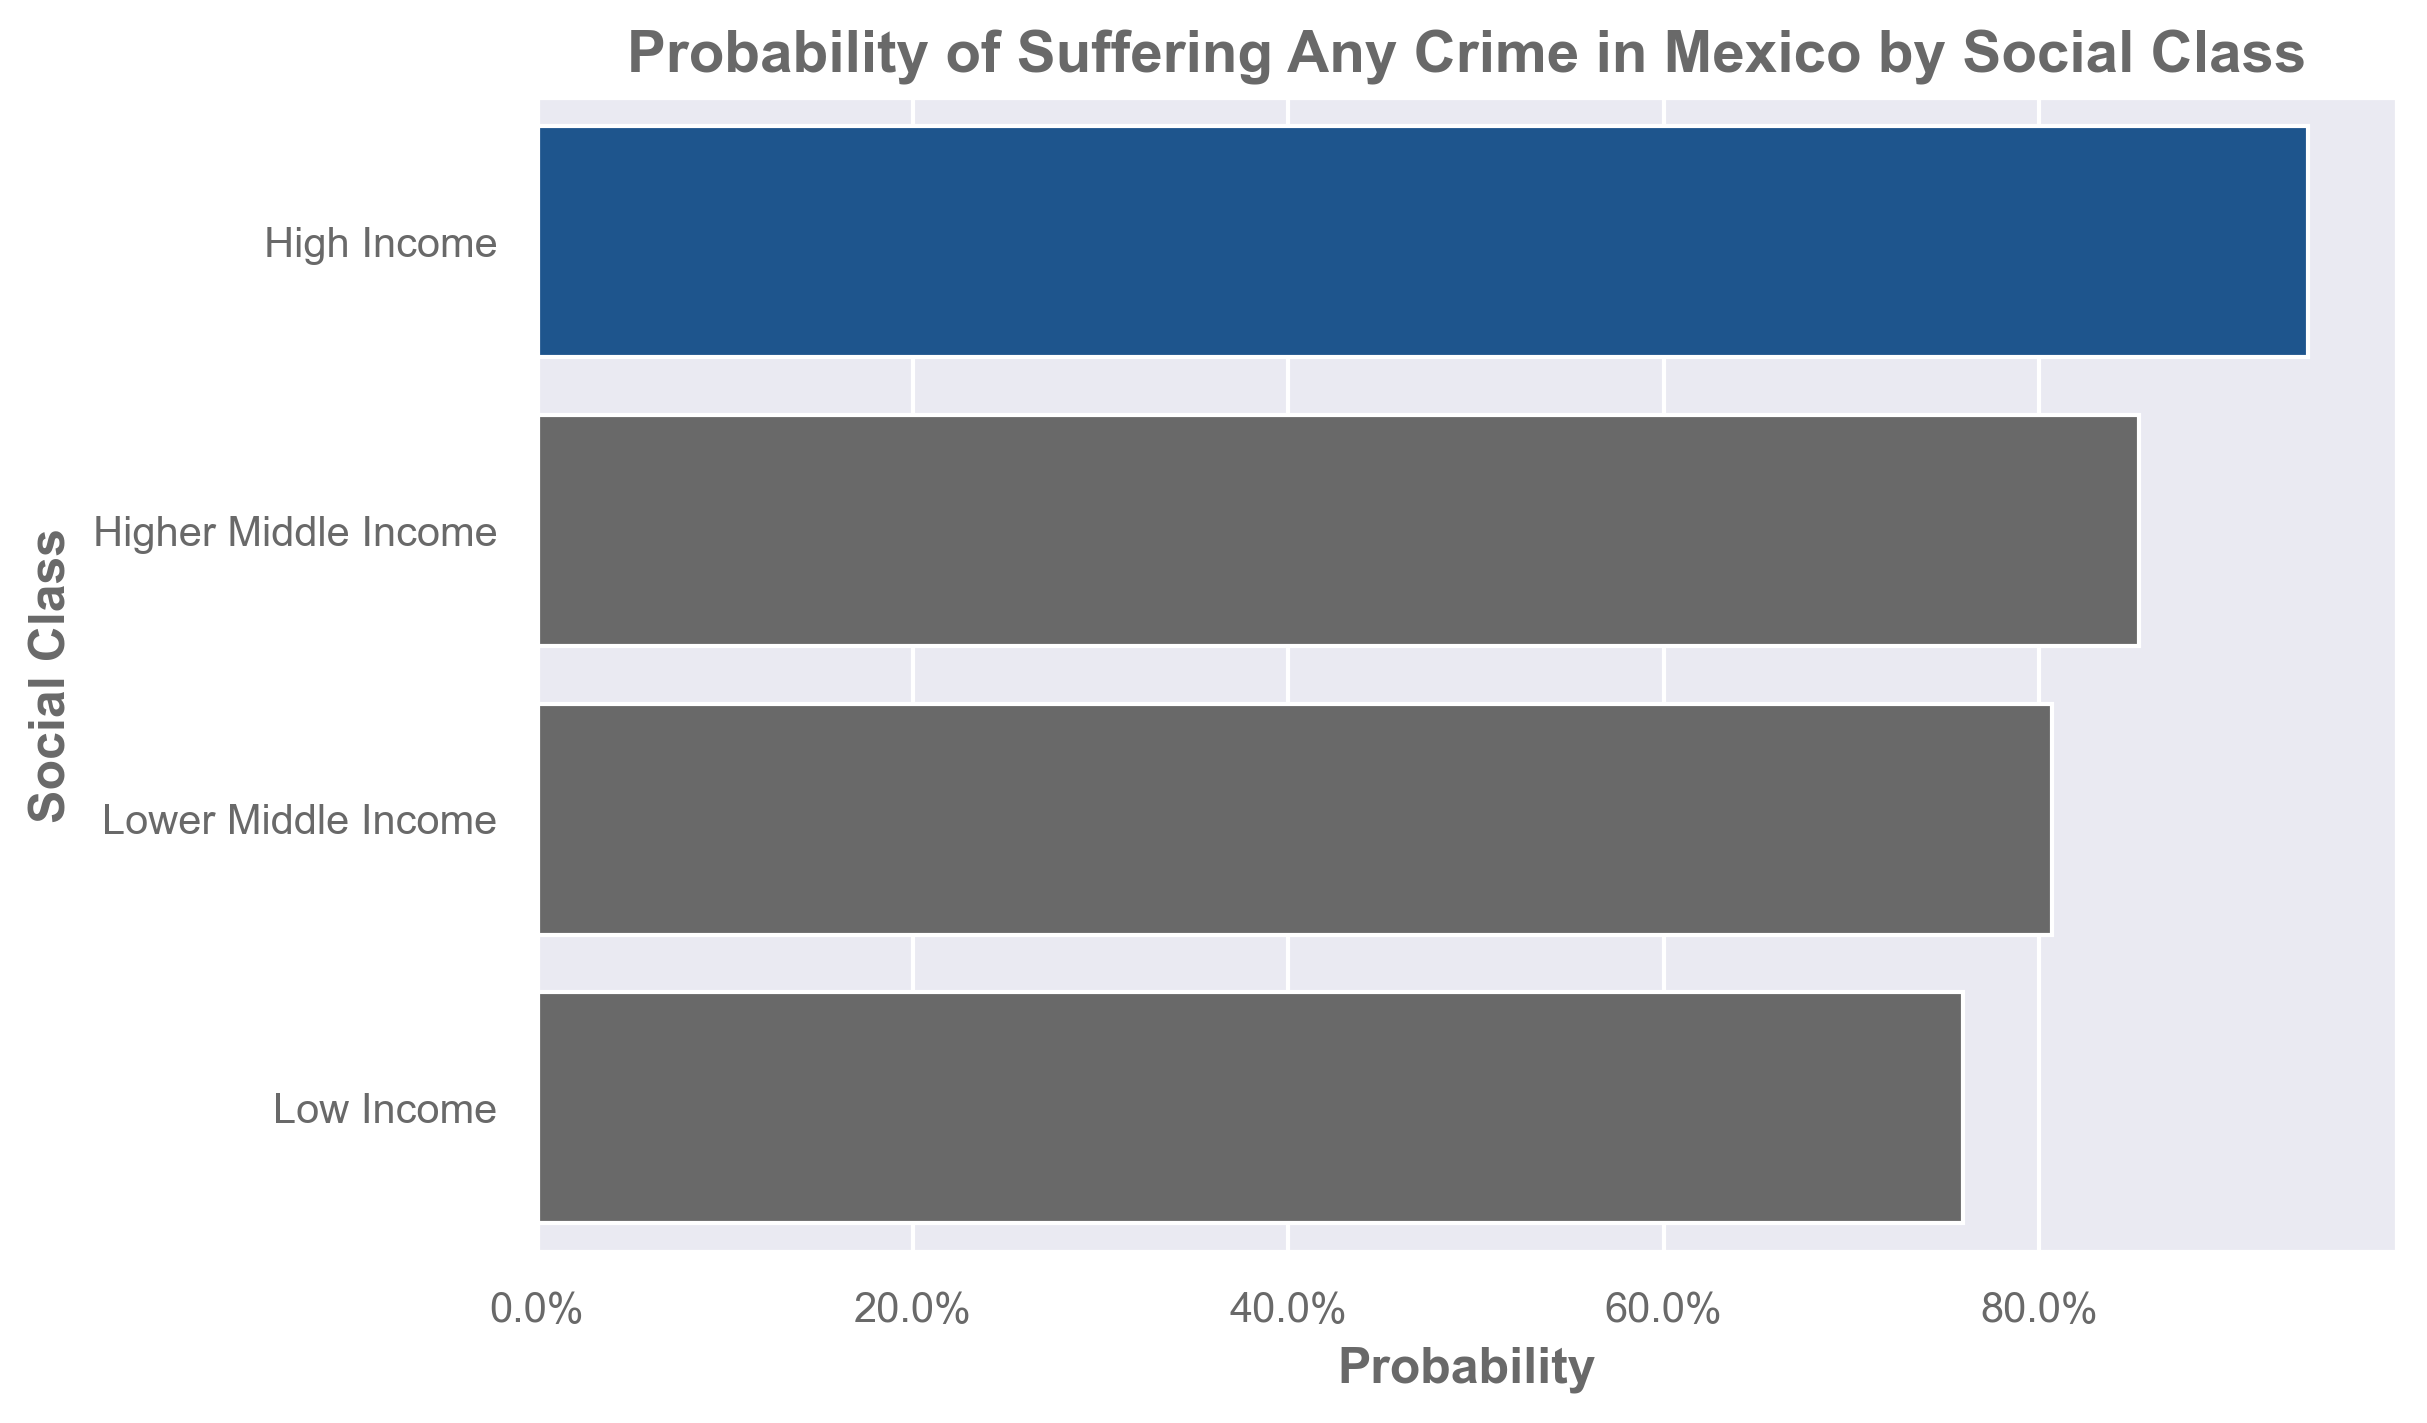 Probability of Suffering Any Crime in Mexico by Social Class
Social Class
High Income
Higher Middle Income
Lower Middle Income
Low Income
0.0% 20.0% 40.0% 60.0% 80.0%
Probability